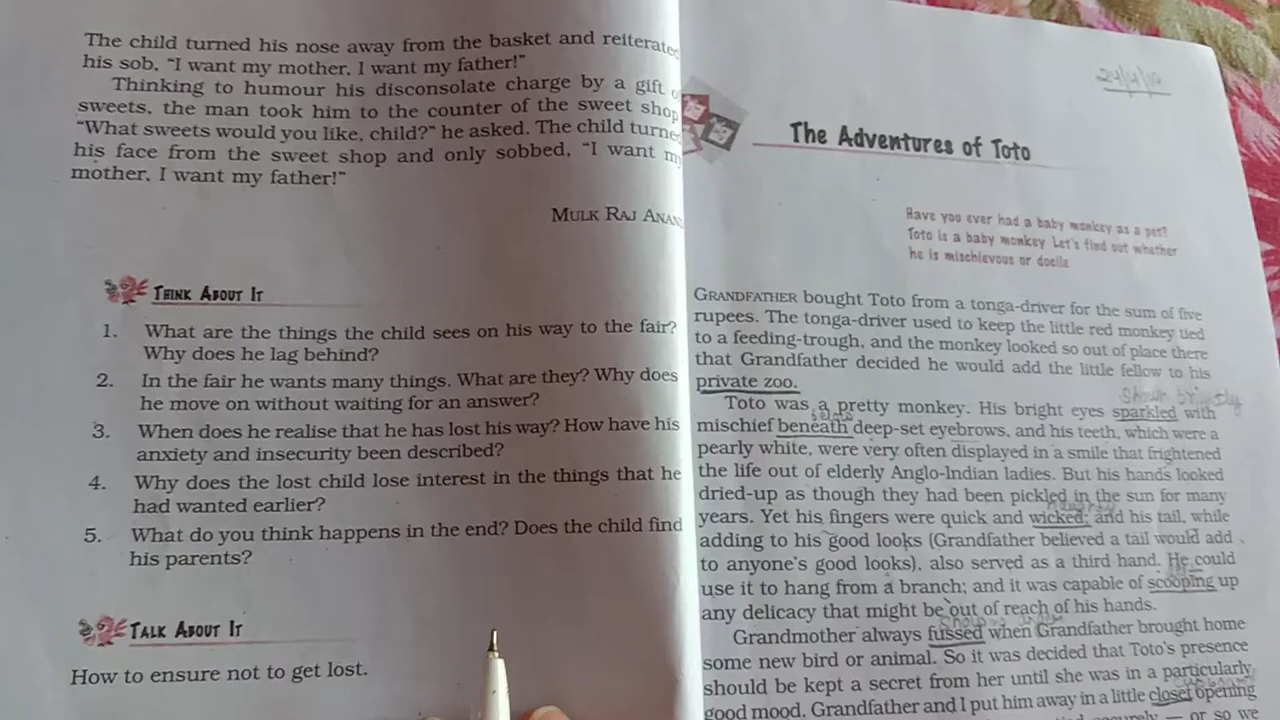 The child turned his nose away from the basket and reiterated
his sob, "I want my mother, I want my father!"
Thinking to humour his disconsolate charge by a gift of
sweets, the man took him to the counter of the sweet shop
"What sweets would you like, child?" he asked. The child turned
his face from the sweet shop and only sobbed, "I want my
mother, I want my father!"
MULK RAJ ANAND
THINK ABOUT IT
1. What are the things the child sees on his way to the fair?
Why does he lag behind?
2. In the fair he wants many things. What are they? Why does
he move on without waiting for an answer?
3. When does he realise that he has lost his way? How have his
anxiety and insecurity been described?
4. Why does the lost child lose interest in the things that he
had wanted earlier?
5. What do you think happens in the end? Does the child find
his parents?
TALK ABOUT IT
How to ensure not to get lost.
24/4/19
The Adventures of Toto
Have you ever had a baby monkey as a pet?
Toto is a baby monkey. Let's find out whether
he is mischievous or docile
GRANDFATHER bought Toto from a tonga-driver for the sum of five
rupees. The tonga-driver used to keep the little red monkey tied
to a feeding-trough, and the monkey looked so out of place there
that Grandfather decided he would add the little fellow to his
private zoo.
Toto was a pretty monkey. His bright eyes sparkled with
mischief beneath deep-set eyebrows, and his teeth, which were a
pearly white, were very often displayed in a smile that frightened
the life out of elderly Anglo-Indian ladies. But his hands looked
dried-up as though they had been pickled in the sun for many
years. Yet his fingers were quick and wicked; and his tail, while
adding to his good looks (Grandfather believed a tail would add
to anyone's good looks), also served as a third hand. He could
use it to hang from a branch; and it was capable of scooping up
any delicacy that might be out of reach of his hands.
Grandmother always fussed when Grandfather brought home
some new bird or animal. So it was decided that Toto's presence
should be kept a secret from her until she was in a particularly
good mood. Grandfather and I put him away in a little closet opening
securely — or so we